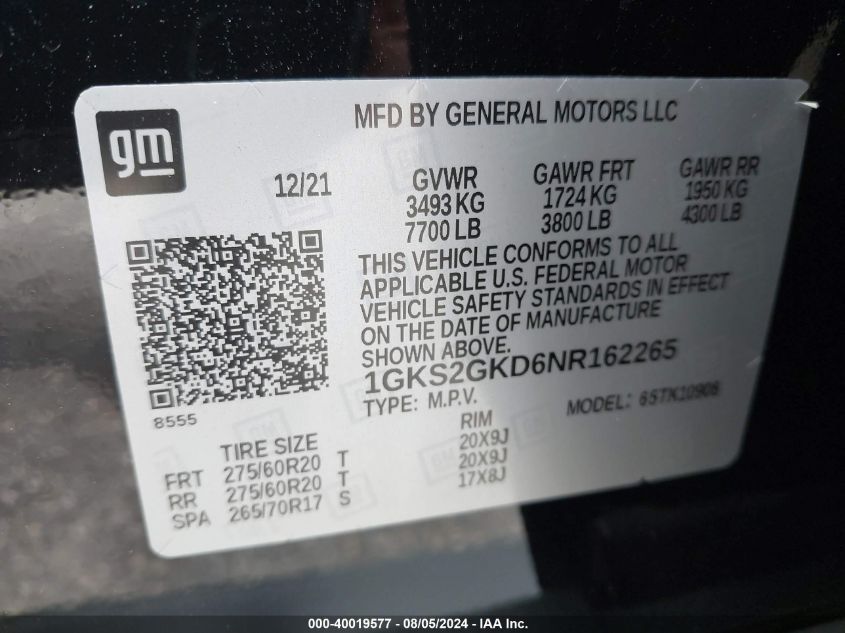 gm
MFD BY GENERAL MOTORS LLC
12/21
GVWR
3493 KG
7700 LB
GAWR FRT
1724 KG
3800 LB
GAWR RR
1950 KG
4300 LB
THIS VEHICLE CONFORMS TO ALL
APPLICABLE U.S. FEDERAL MOTOR
VEHICLE SAFETY STANDARDS IN EFFECT
ON THE DATE OF MANUFACTURE
SHOWN ABOVE.
1GKS2GKD6NR162265
TYPE: M.P.V.
MODEL:
8555
TIRE SIZE
RIM
FRT 275/60R20 T 20X9J
RR 275/60R20 T 20X9J
SPA 265/70R17 S 17X8J
000-40019577 - 08/05/2024 - IAAI Inc.